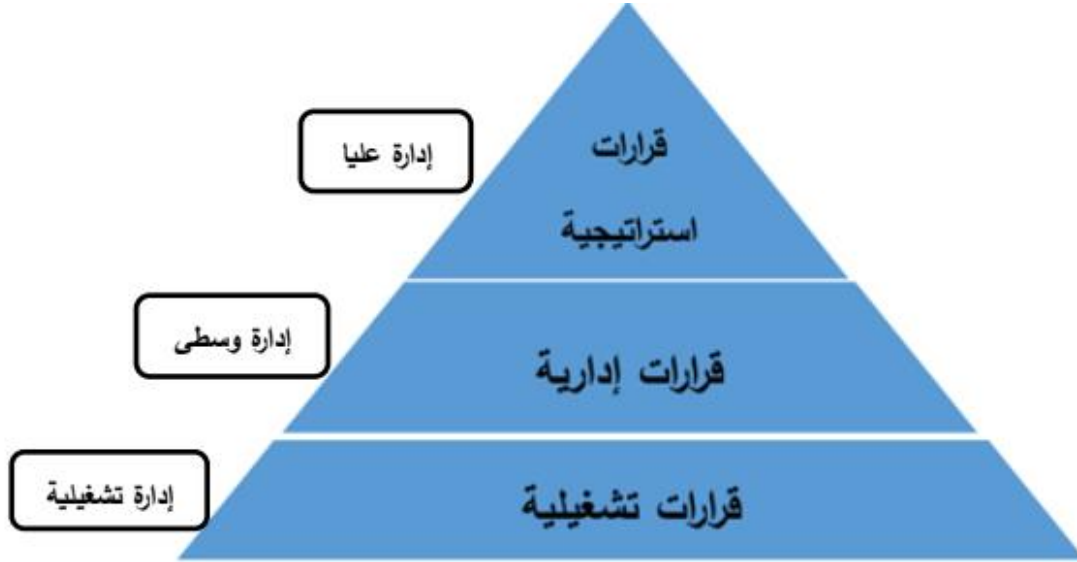 قرارات
استراتيجية
إدارة عليا
قرارات إدارية
إدارة وسطى
قرارات تشغيلية
إدارة تشغيلية